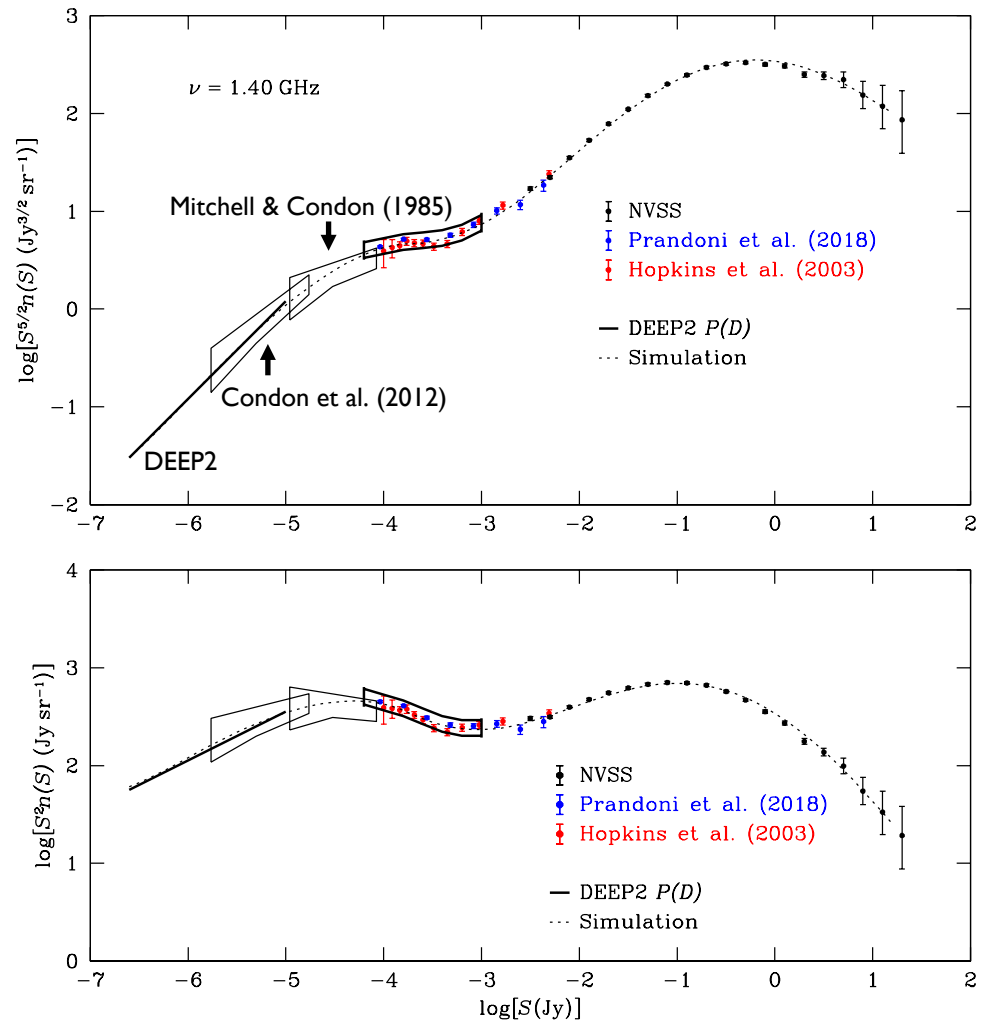 3
2
1
0
−1
−2
log[S^5/2 n(S) (Jy^3/2 sr^−1)]
ν = 1.40 GHz
Mitchell & Condon (1985)
NVSS
Prandoni et al. (2018)
Hopkins et al. (2003)
DEEP2 P(D)
Simulation
Condon et al. (2012)
DEEP2
−7 −6 −5 −4 −3 −2 −1 0 1 2
4
3
2
1
0
log[S^2 n(S) (Jy sr^−1)]
NVSS
Prandoni et al. (2018)
Hopkins et al. (2003)
DEEP2 P(D)
Simulation
−7 −6 −5 −4 −3 −2 −1 0 1 2
log[S(Jy)]